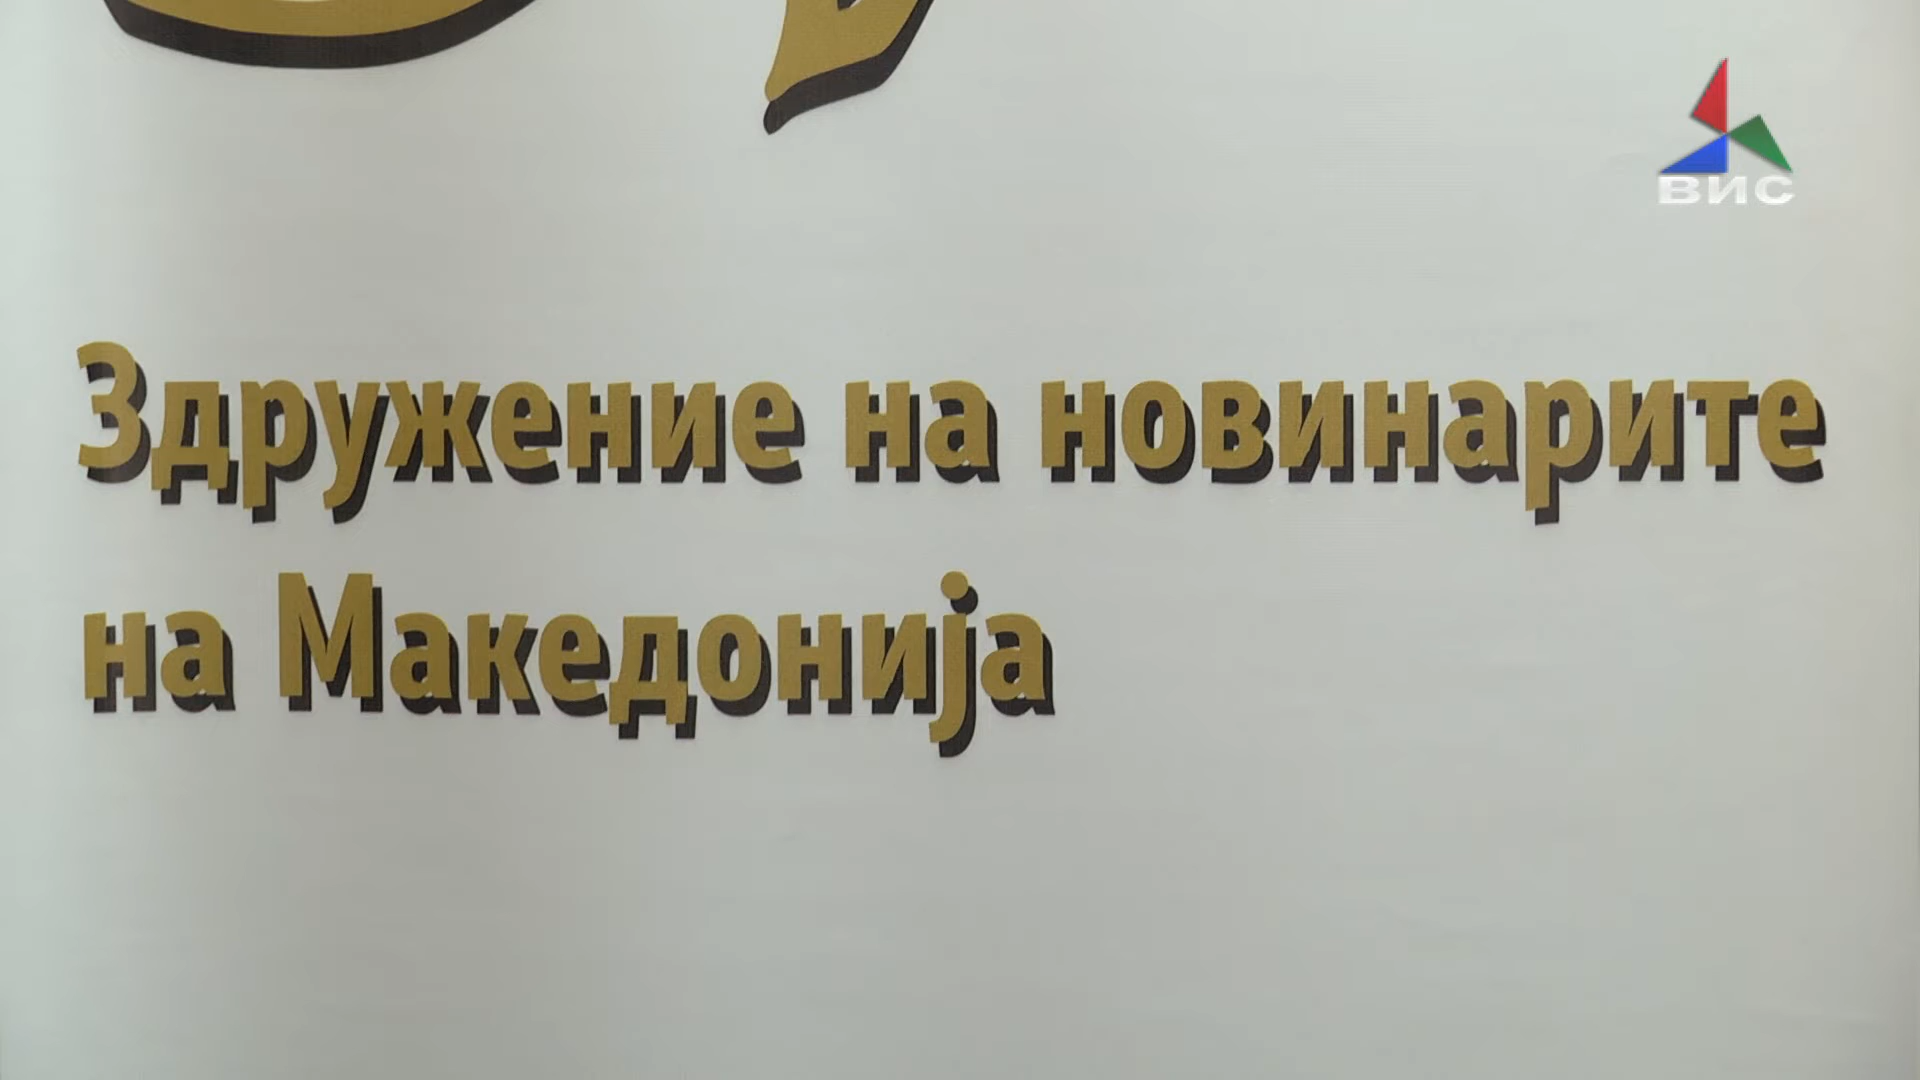 ВИС
Здружение на новинарите
на Македонија